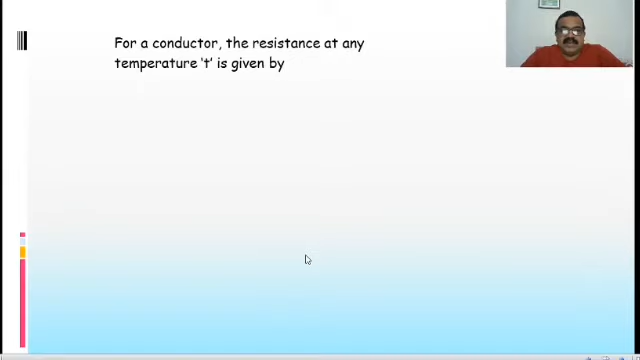 For a conductor, the resistance at any
temperature ‘t’ is given by